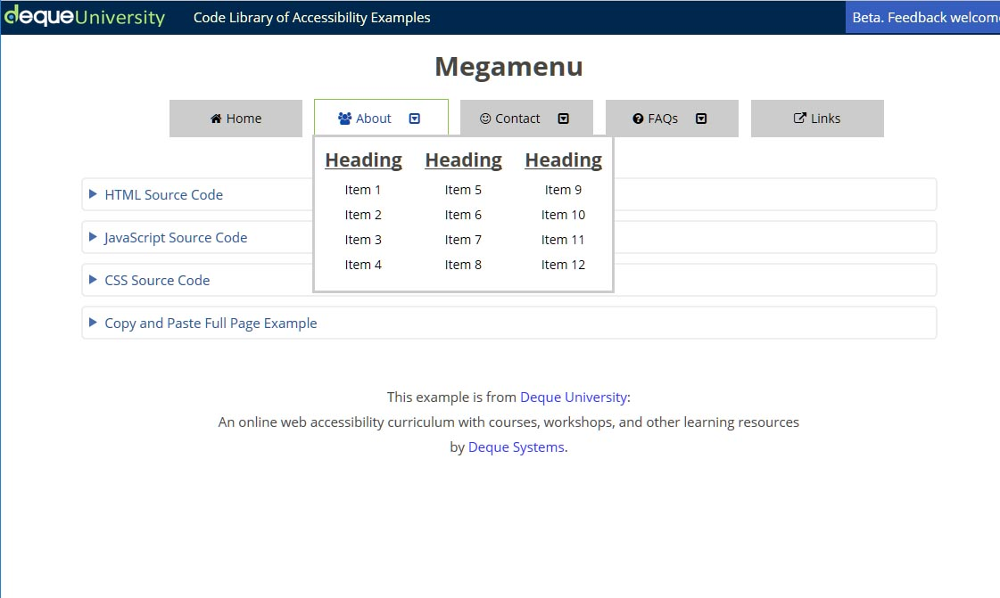 dequeUniversity Code Library of Accessibility Examples Beta. Feedback welcom
Megamenu
Home About Contact FAQs Links
Heading Heading Heading
Item 1 Item 5 Item 9
Item 2 Item 6 Item 10
Item 3 Item 7 Item 11
Item 4 Item 8 Item 12
HTML Source Code
JavaScript Source Code
CSS Source Code
Copy and Paste Full Page Example
This example is from Deque University:
An online web accessibility curriculum with courses, workshops, and other learning resources
by Deque Systems.